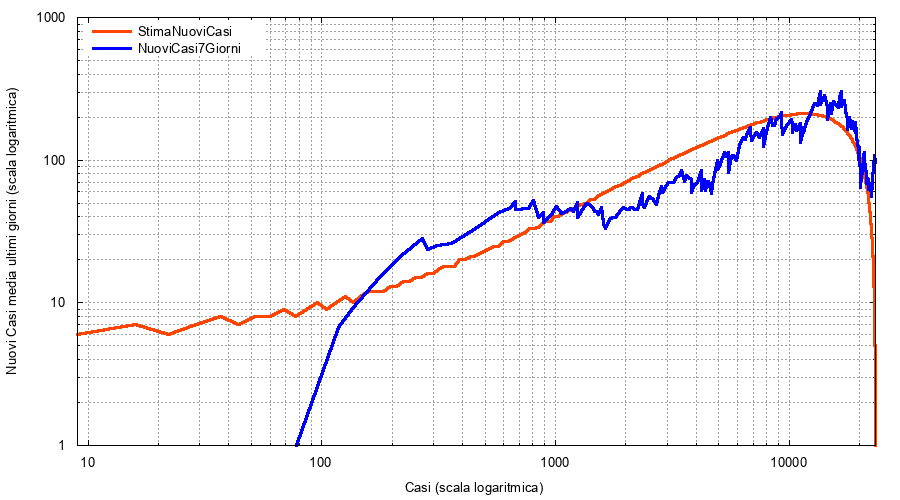 1000
StimaNuoviCasi
NuoviCasi7Giorni
100
10
1
Nuovi Casi media ultimi giorni (scala logaritmica)
10
100
1000
10000
Casi (scala logaritmica)